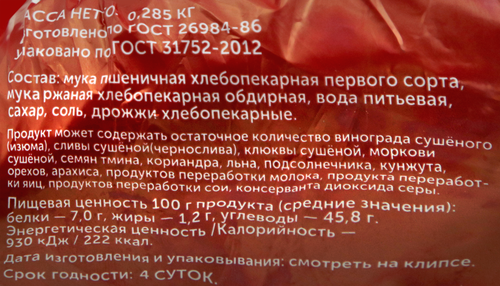 МАССА НЕТТО: 0,285 КГ
Изготовлено по ГОСТ 26984-86
Упаковано по ГОСТ 31752-2012
Состав: мука пшеничная хлебопекарная первого сорта,
мука ржаная хлебопекарная обдирная, вода питьевая,
сахар, соль, дрожжи хлебопекарные.
Продукт может содержать остаточное количество винограда сушёного
(изюма), сливы сушёной(чернослива), клюквы сушёной, моркови
сушёной, семян тмина, кориандра, льна, подсолнечника, кунжута,
орехов, арахиса, продуктов переработки молока, продукта переработ-
ки яиц, продуктов переработки сои, консерванта диоксида серы.
Пищевая ценность 100 г продукта (средние значения):
белки – 7,0 г, жиры – 1,2 г, углеводы – 45,8 г.
Энергетическая ценность /Калорийность –
930 кДж / 222 ккал.
Дата изготовления и упаковывания: смотреть на клипсе.
Срок годности: 4 СУТОК.